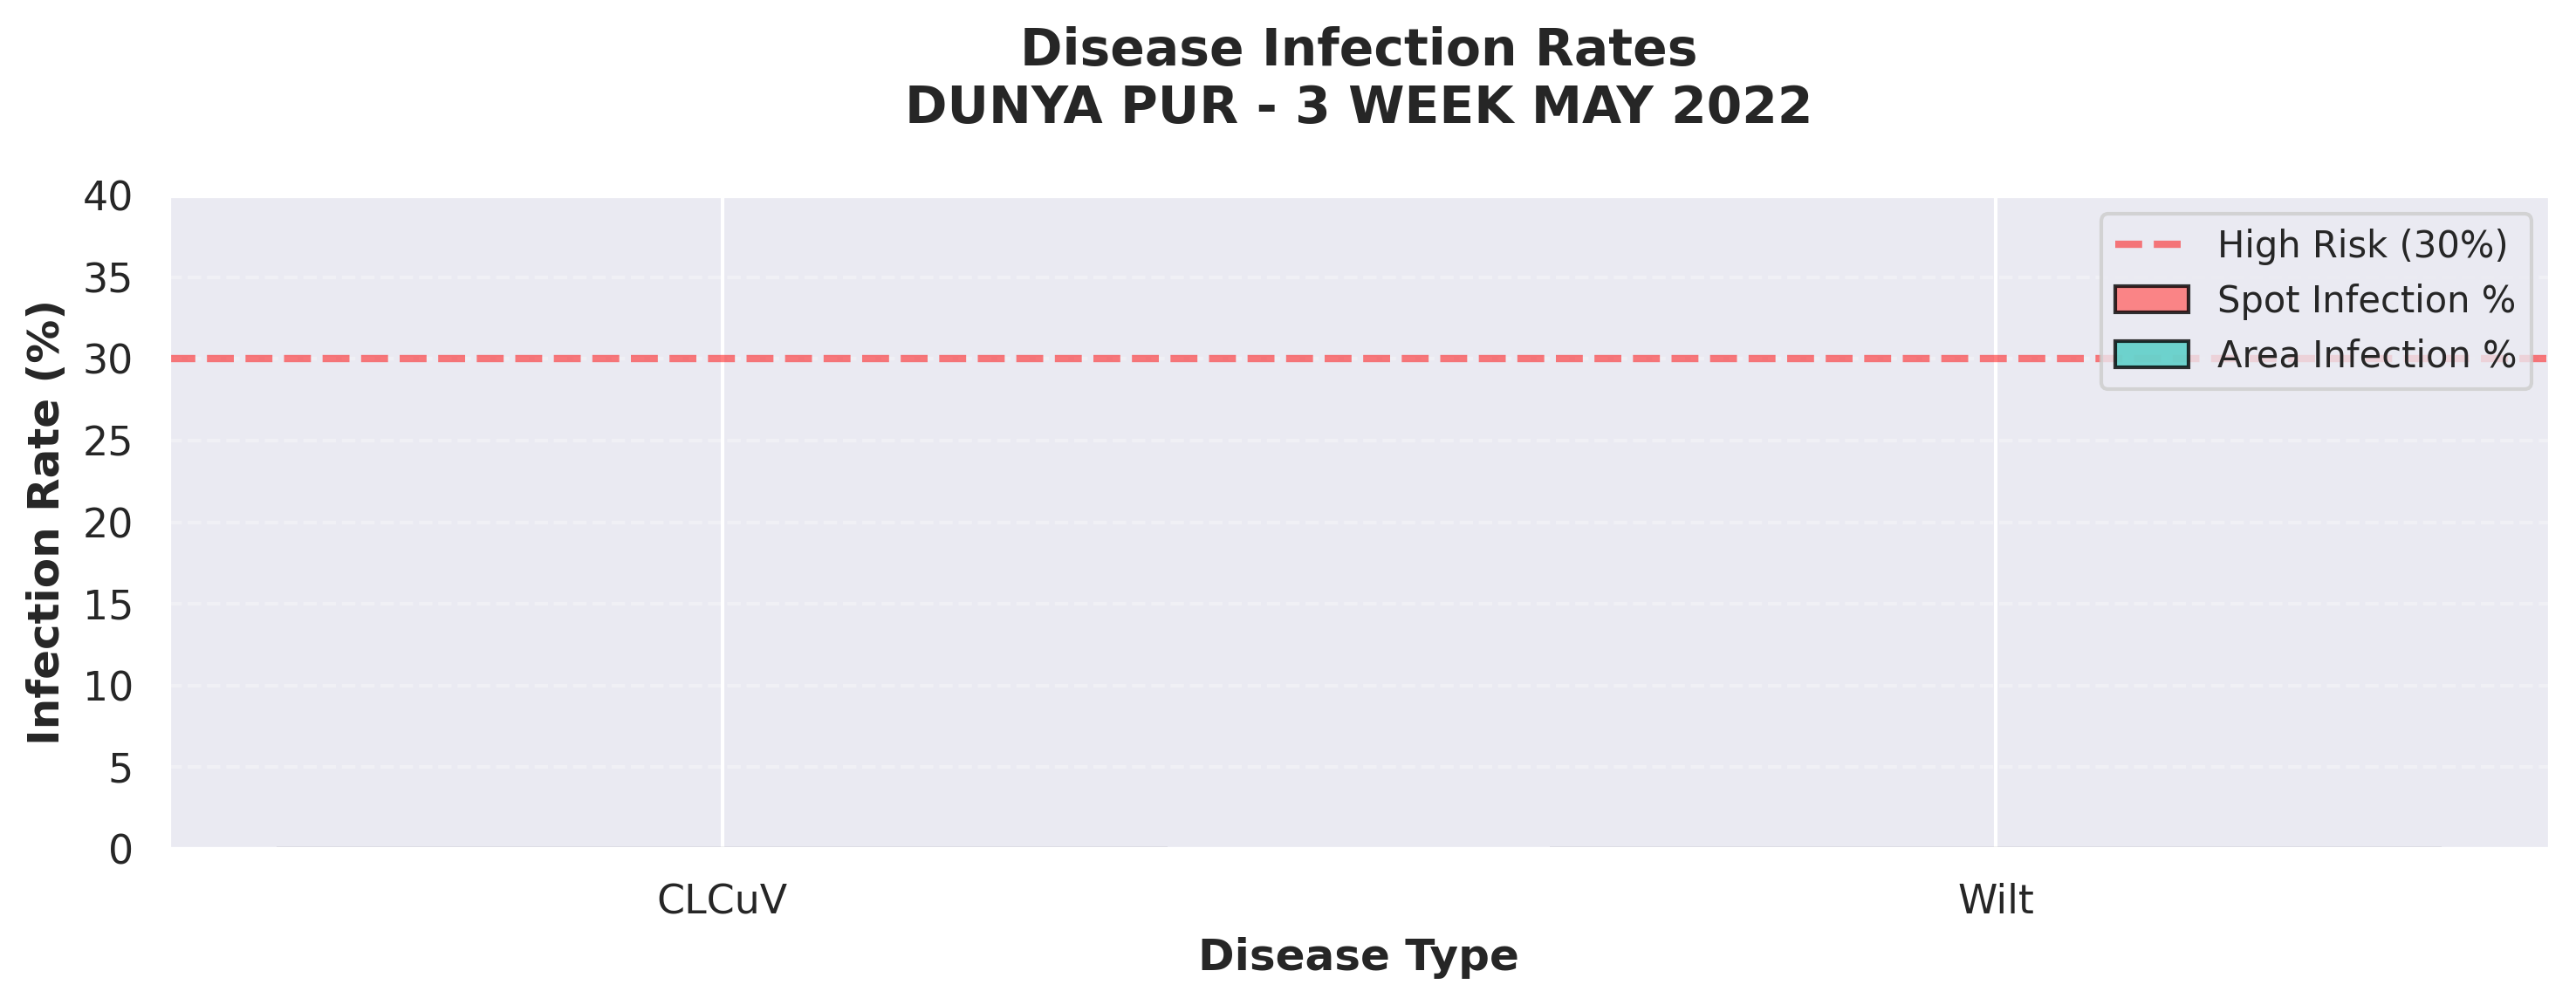 Disease Infection Rates
DUNYA PUR - 3 WEEK MAY 2022
Infection Rate (%)
40
35
30
25
20
15
10
5
0
High Risk (30%)
Spot Infection %
Area Infection %
CLCuV
Wilt
Disease Type